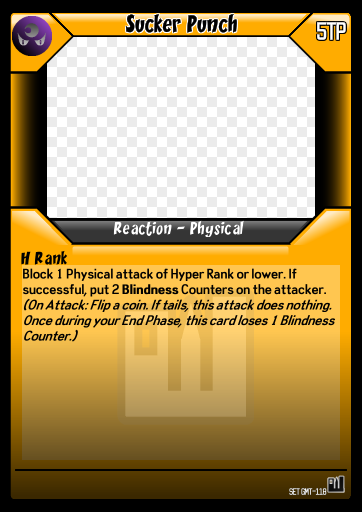 Sucker Punch
5TP
Reaction - Physical
H Rank
Block 1 Physical attack of Hyper Rank or lower. If
successful, put 2 Blindness Counters on the attacker.
(On Attack: Flip a coin. If tails, this attack does nothing.
Once during your End Phase, this card loses 1 Blindness
Counter.)
SET GMT-118